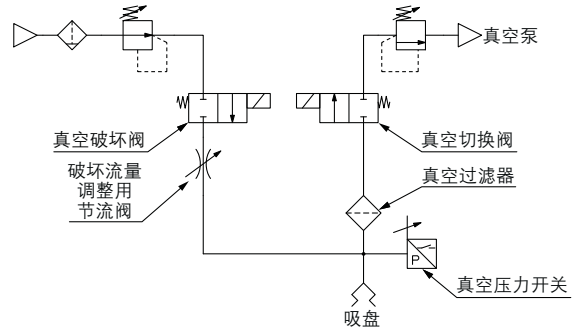 真空泵
真空破坏阀
真空切换阀
破坏流量
调整用
节流阀
真空过滤器
P
真空压力开关
吸盘